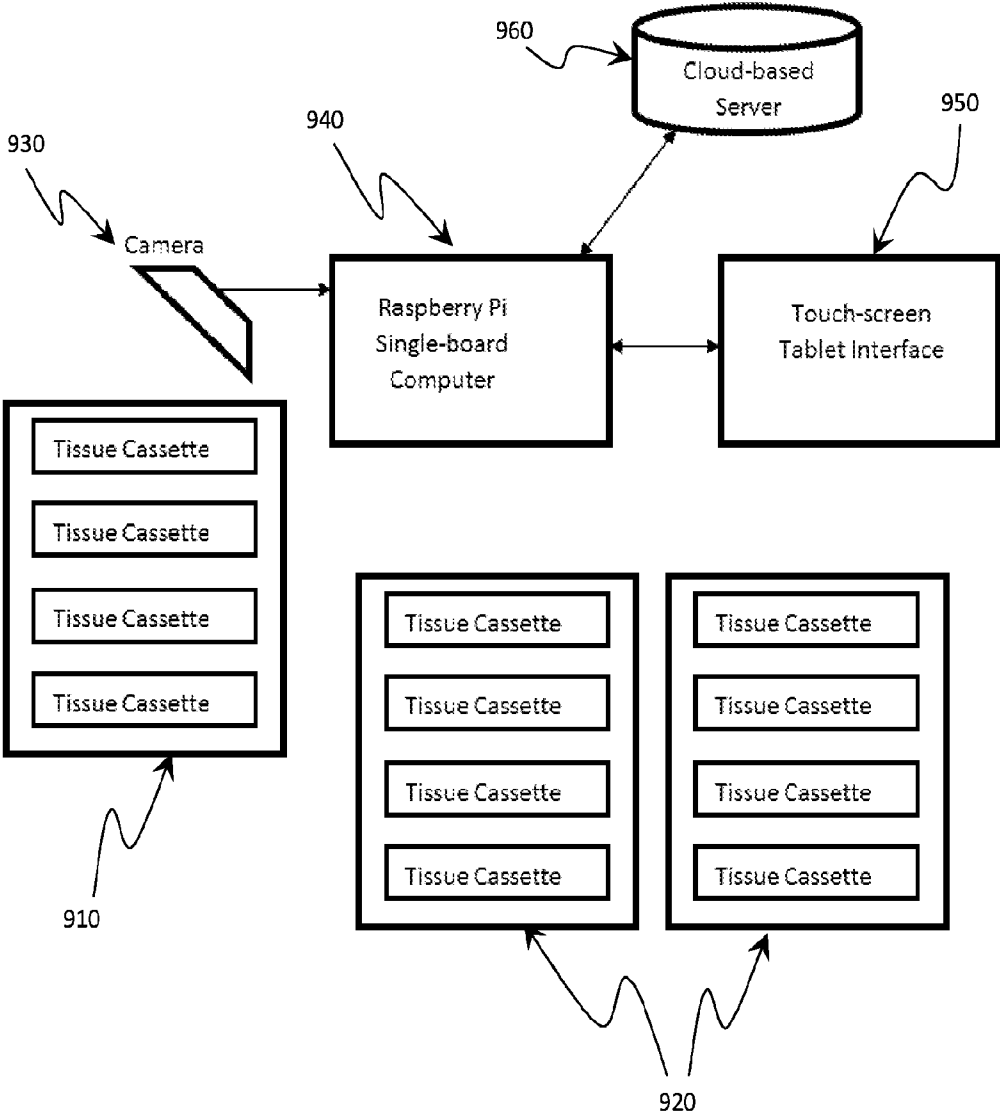 960
Cloud-based
Server
950
940
930
Camera
Raspberry Pi
Single-board
Computer
Touch-screen
Tablet Interface
Tissue Cassette
Tissue Cassette
Tissue Cassette
Tissue Cassette
910
Tissue Cassette
Tissue Cassette
Tissue Cassette
Tissue Cassette
Tissue Cassette
Tissue Cassette
Tissue Cassette
Tissue Cassette
920